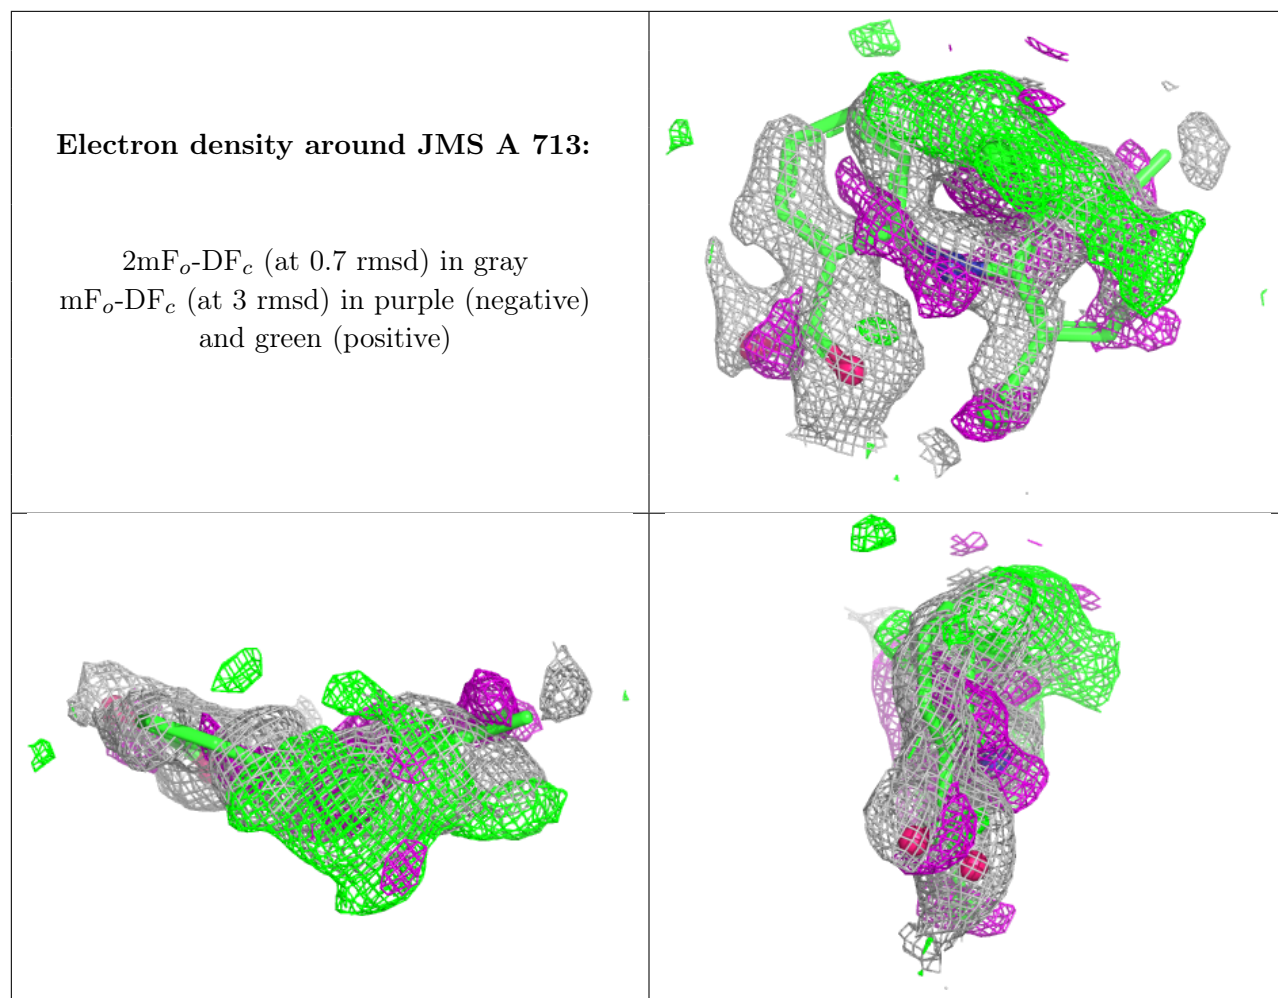 Electron density around JMS A 713:
2mFo-DFc (at 0.7 rmsd) in gray
mFo-DFc (at 3 rmsd) in purple (negative)
and green (positive)